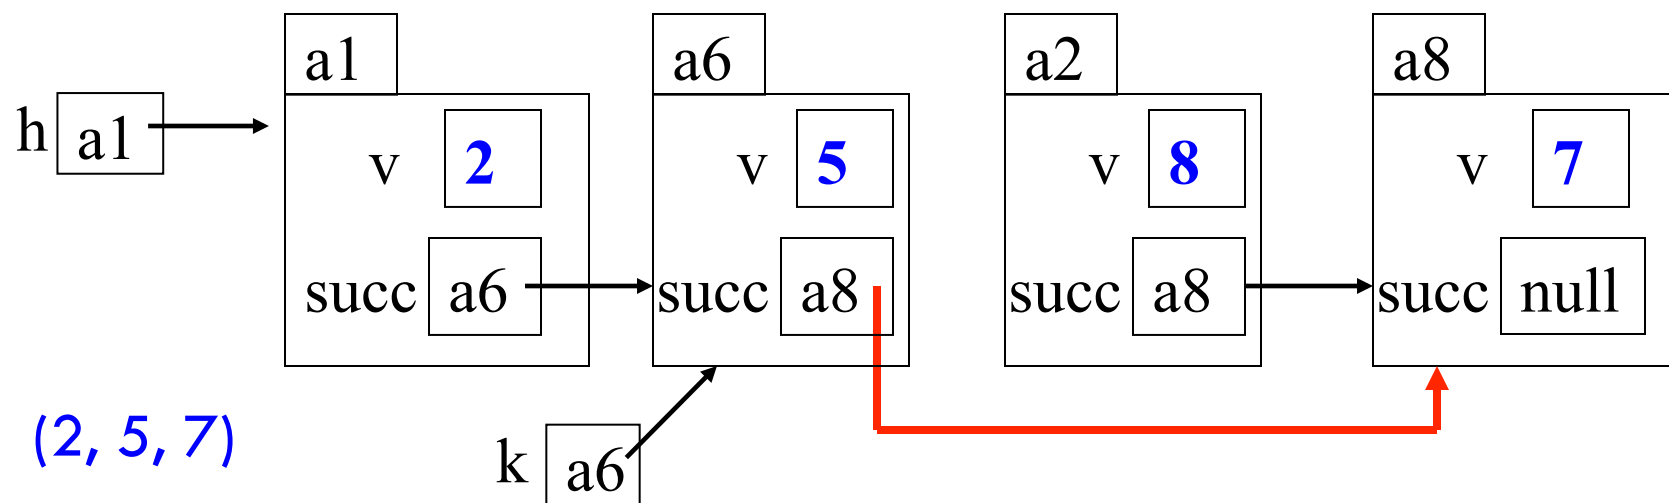 a1 a6 a2 a8
h a1
v 2 v 5 v 8 v 7
succ a6 succ a8 succ a8 succ null
(2, 5, 7)
k a6